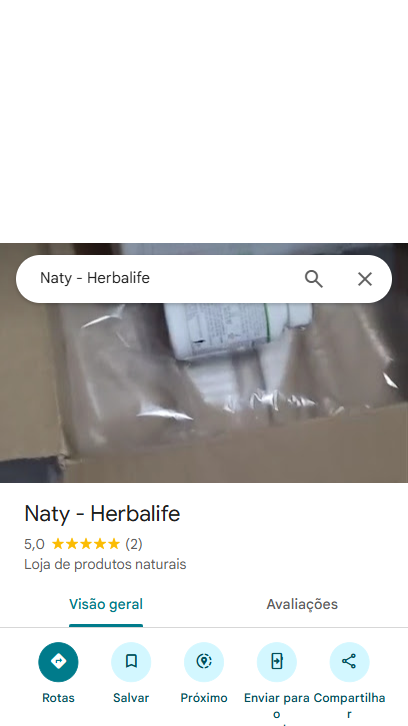 Naty - Herbalife
Naty - Herbalife
5,0 (2)
Loja de produtos naturais
Visão geral
Avaliações
Rotas
Salvar
Próximo
Enviar para o
Compartilhar